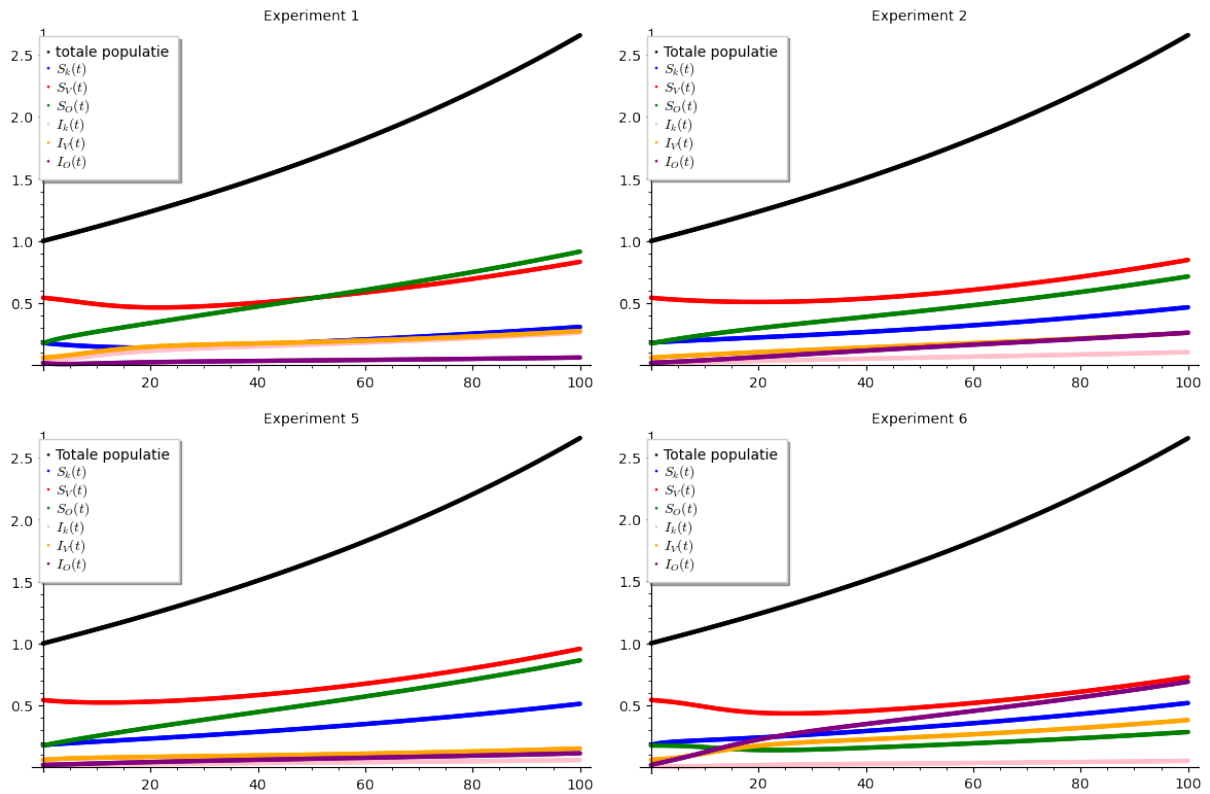 Experiment 1
2.5
2.0
1.5
1.0
0.5
20 40 60 80 100
totale populatie
S_k(t)
S_V(t)
S_O(t)
I_k(t)
I_V(t)
I_O(t)
Experiment 2
2.5
2.0
1.5
1.0
0.5
20 40 60 80 100
Totale populatie
S_k(t)
S_V(t)
S_O(t)
I_k(t)
I_V(t)
I_O(t)
Experiment 5
2.5
2.0
1.5
1.0
0.5
20 40 60 80 100
Totale populatie
S_k(t)
S_V(t)
S_O(t)
I_k(t)
I_V(t)
I_O(t)
Experiment 6
2.5
2.0
1.5
1.0
0.5
20 40 60 80 100
Totale populatie
S_k(t)
S_V(t)
S_O(t)
I_k(t)
I_V(t)
I_O(t)